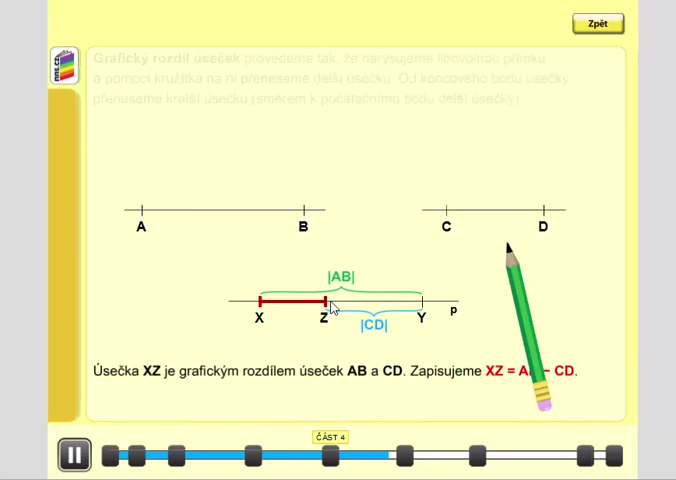 Zpět
nns.cz
Grafický rozdíl úseček provedeme tak, že narýsujeme libovolnou přímku
a pomocí kružítka na ni přeneseme delší úsečku. Od koncového bodu úsečky
přeneseme kratší úsečku (směrem k počátečnímu bodu delší úsečky).
A B C D
|AB|
X Z Y p
|CD|
Úsečka XZ je grafickým rozdílem úseček AB a CD. Zapisujeme XZ = A − CD.
ČÁST 4